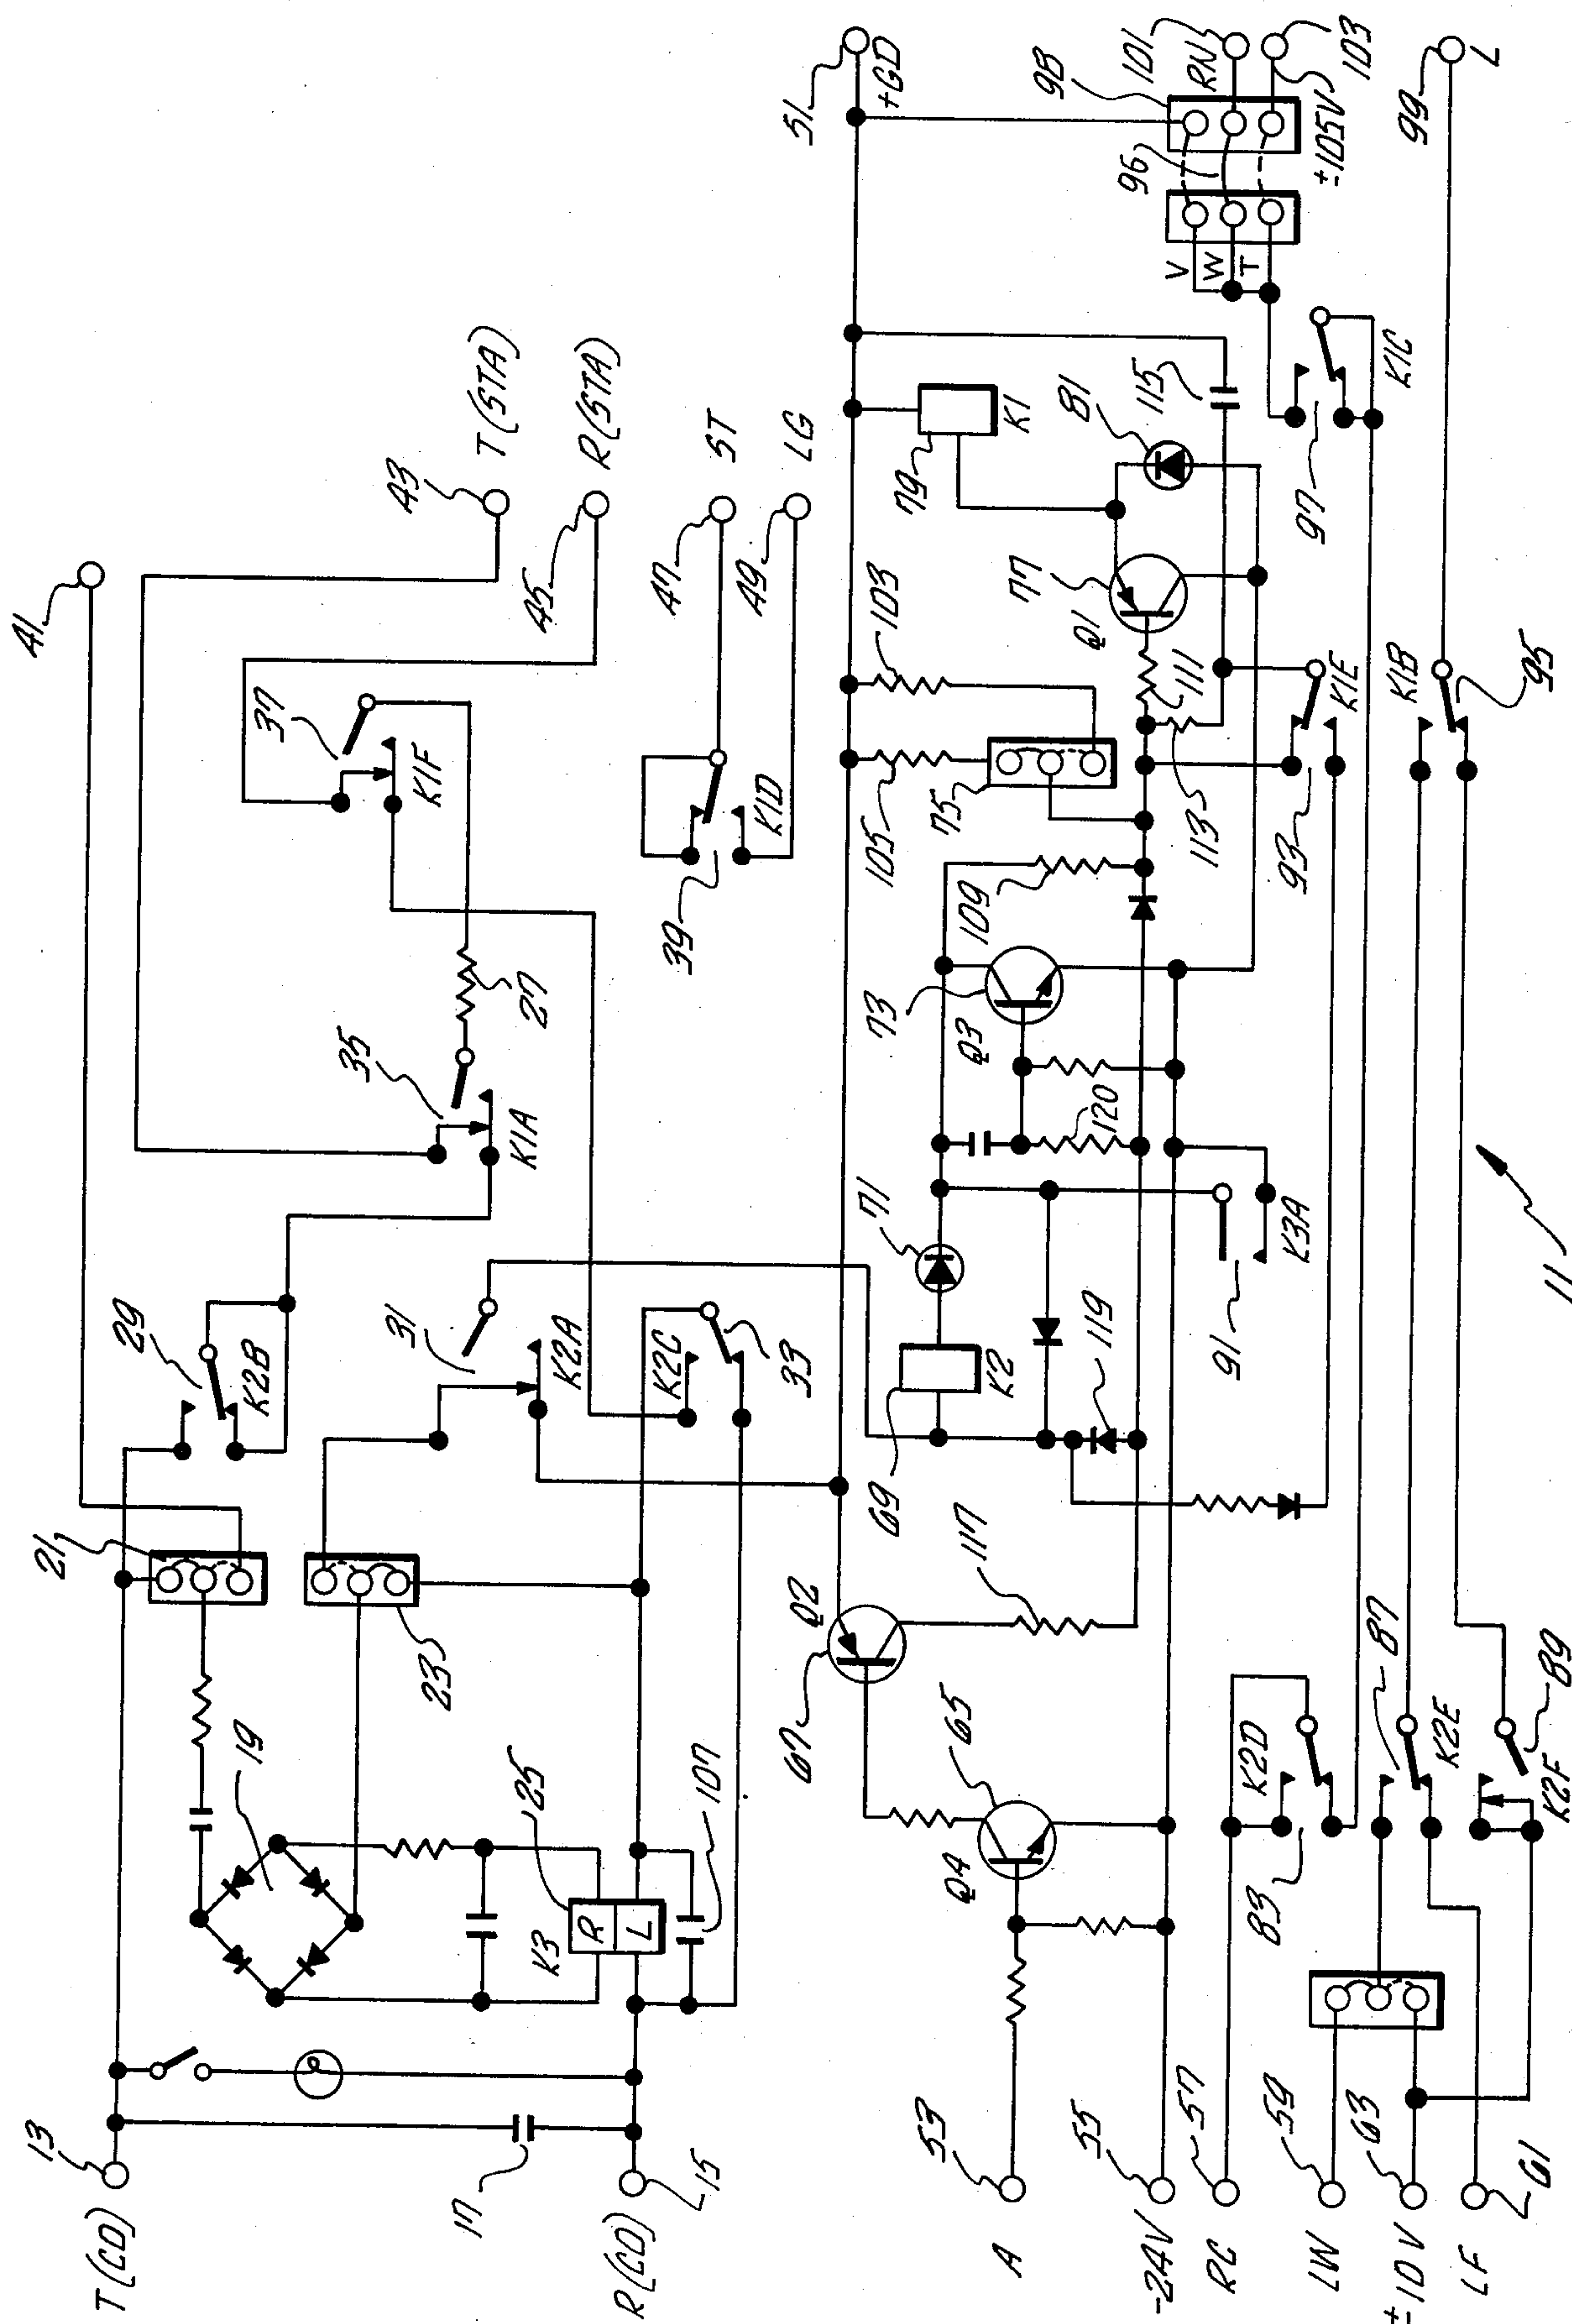 T(CO)
13
17
R(CO)
15
19
21
23
25
K3
R
L
107
29
K2B
31
K2A
K2C
33
35
K1A
27
37
K1F
41
43
T(STA)
45
R(STA)
47
ST
49
LG
39
K1D
51
+GD
A
53
-24V
55
RC
57
LW
59
±10V
63
LF
61
Q4
65
67
Q2
117
69
K2
71
119
120
91
K3A
73
Q3
109
75
105
103
113
111
Q1
77
79
K1
81
115
93
K1E
97
K1C
V
W
T
96
98
101
RN
103
±105V
83
K2D
87
K2E
89
K2F
K1B
95
99
L
11